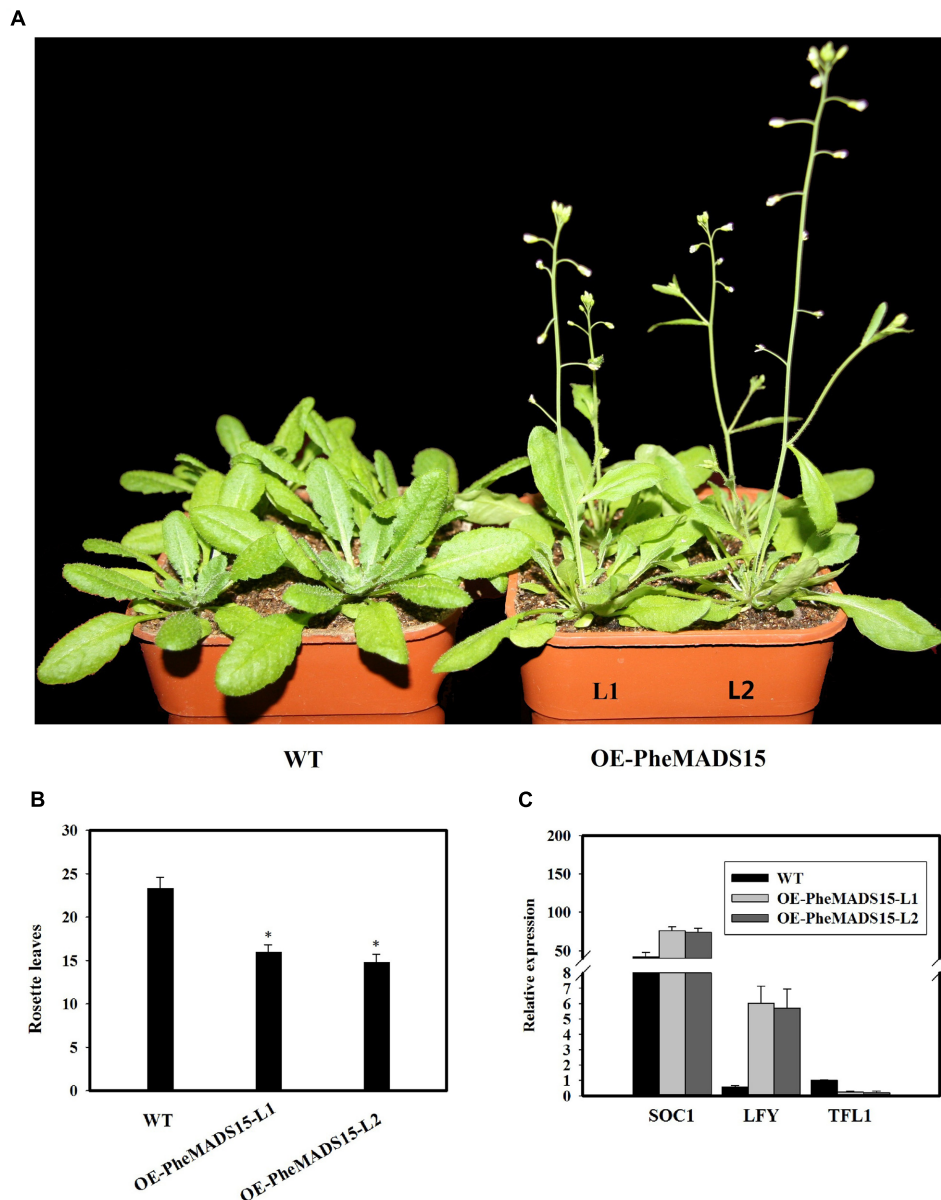 A
L1 L2
WT OE-PheMADS15
B
30
25
20
15
10
5
0
Rosette leaves
*
*
WT
OE-PheMADS15-L1
OE-PheMADS15-L2
C
200
150
100
50
8
7
6
5
4
3
2
1
0
Relative expression
WT
OE-PheMADS15-L1
OE-PheMADS15-L2
SOC1 LFY TFL1